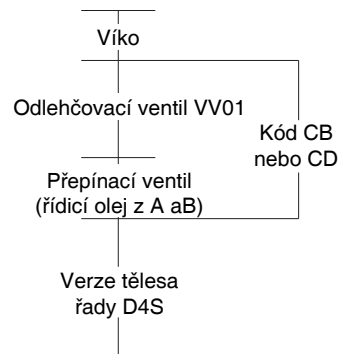 Víko
Odlehčovací ventil VV01
Kód CB
nebo CD
Přepínací ventil
(řídicí olej z A aB)
Verze tělesa
řady D4S